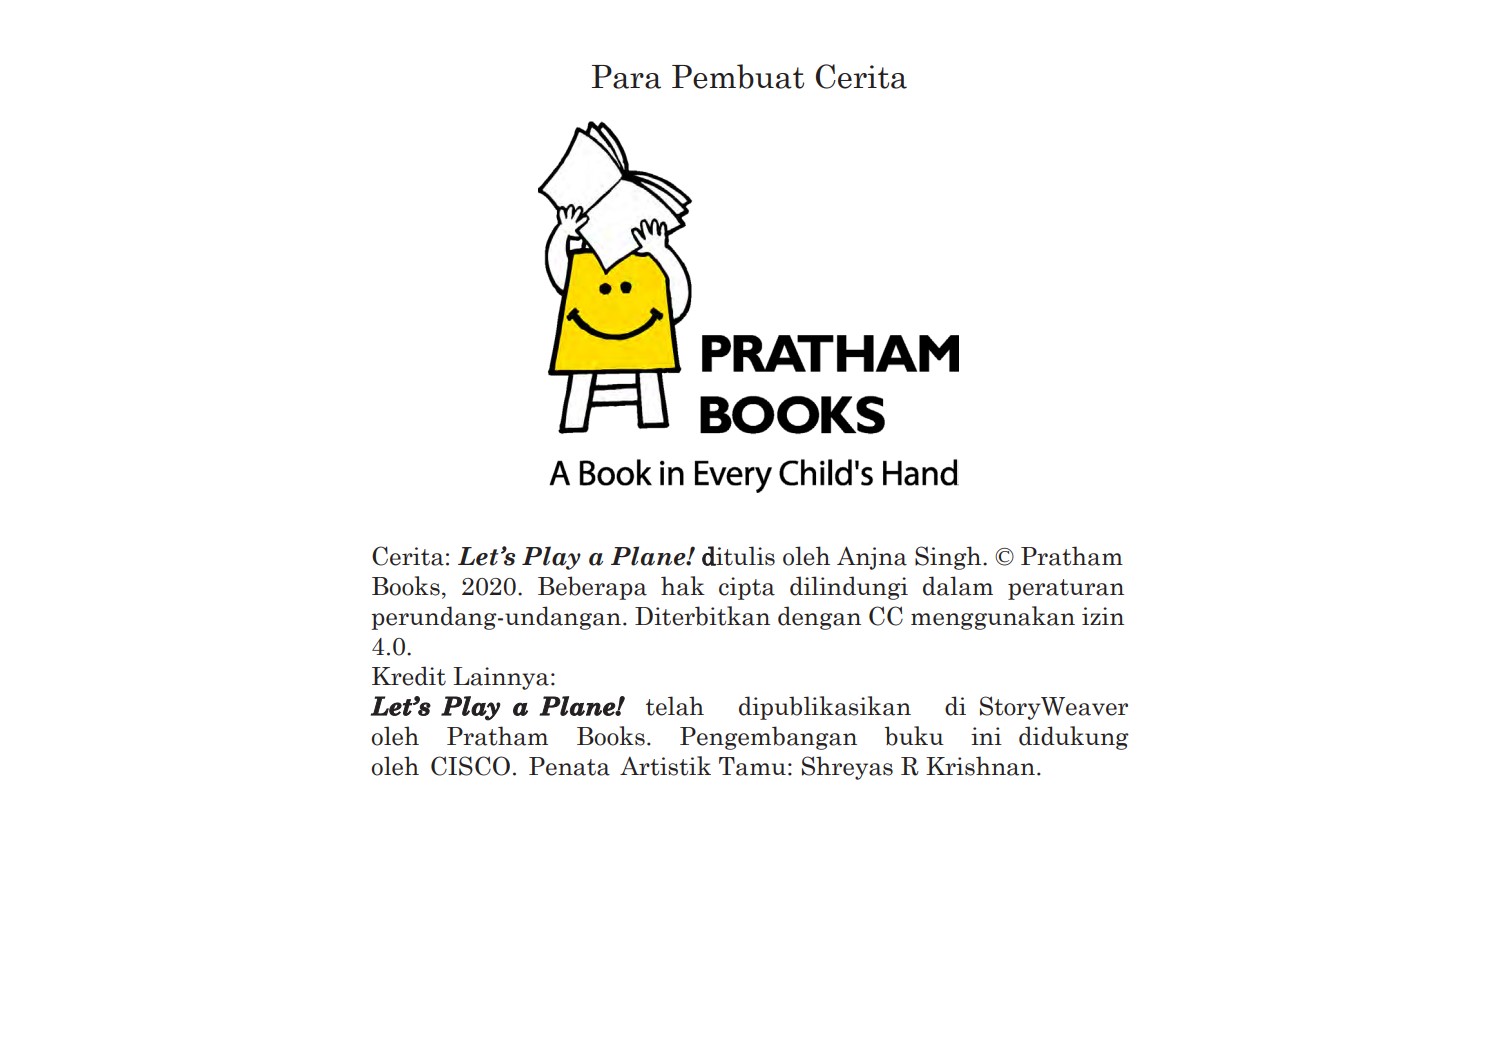 Para Pembuat Cerita
PRATHAM
BOOKS
A Book in Every Child's Hand
Cerita: Let’s Play a Plane! ditulis oleh Anjna Singh. © Pratham
Books, 2020. Beberapa hak cipta dilindungi dalam peraturan
perundang-undangan. Diterbitkan dengan CC menggunakan izin
4.0.
Kredit Lainnya:
Let’s Play a Plane! telah dipublikasikan di StoryWeaver
oleh Pratham Books. Pengembangan buku ini didukung
oleh CISCO. Penata Artistik Tamu: Shreyas R Krishnan.